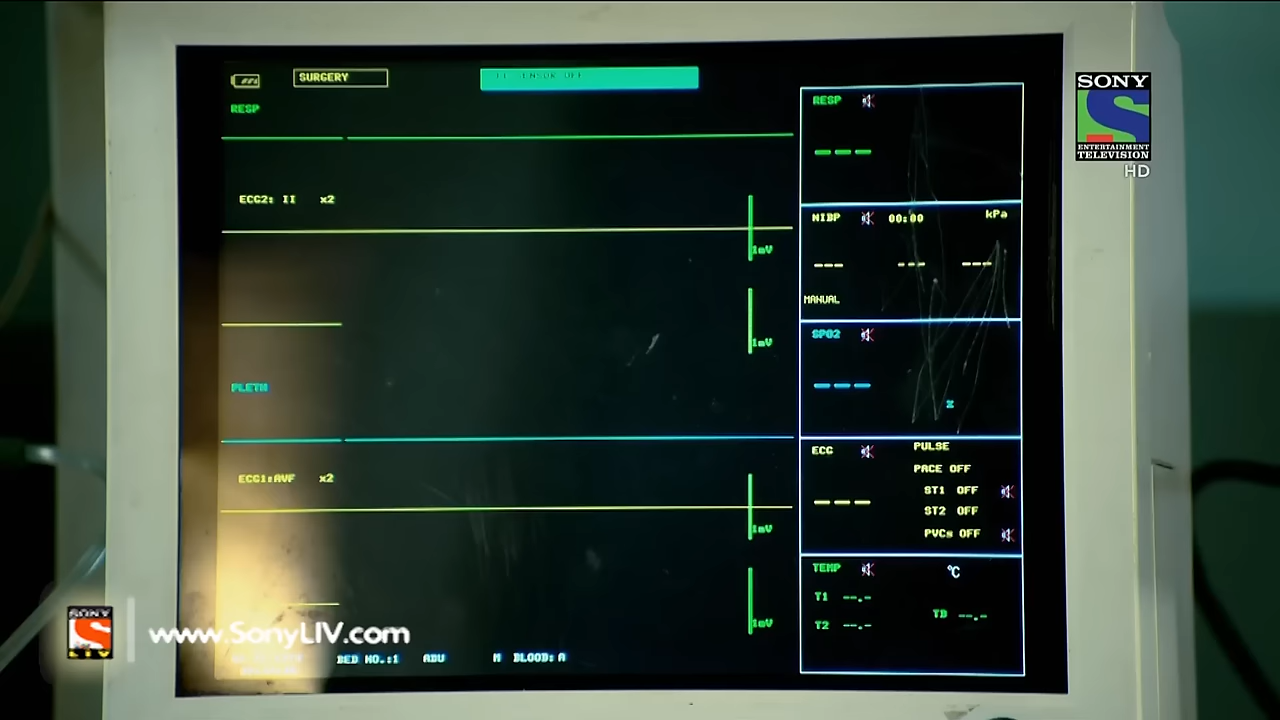 SURGERY
RESP
ECG2: II x2
1mV
1mV
PLETH
ECG1:AVF x2
1mV
1mV
BED NO.:1 ADU M BLOOD: A
RESP
---
NIBP 00:00 kPa
--- --- ---
MANUAL
SPO2
---
%
ECG PULSE
PACE OFF
---
ST1 OFF
ST2 OFF
PVCs OFF
TEMP °C
T1 --.-
TD --.-
T2 --.-
SONY
ENTERTAINMENT
TELEVISION
HD
SONY
LIV
www.SonyLIV.com